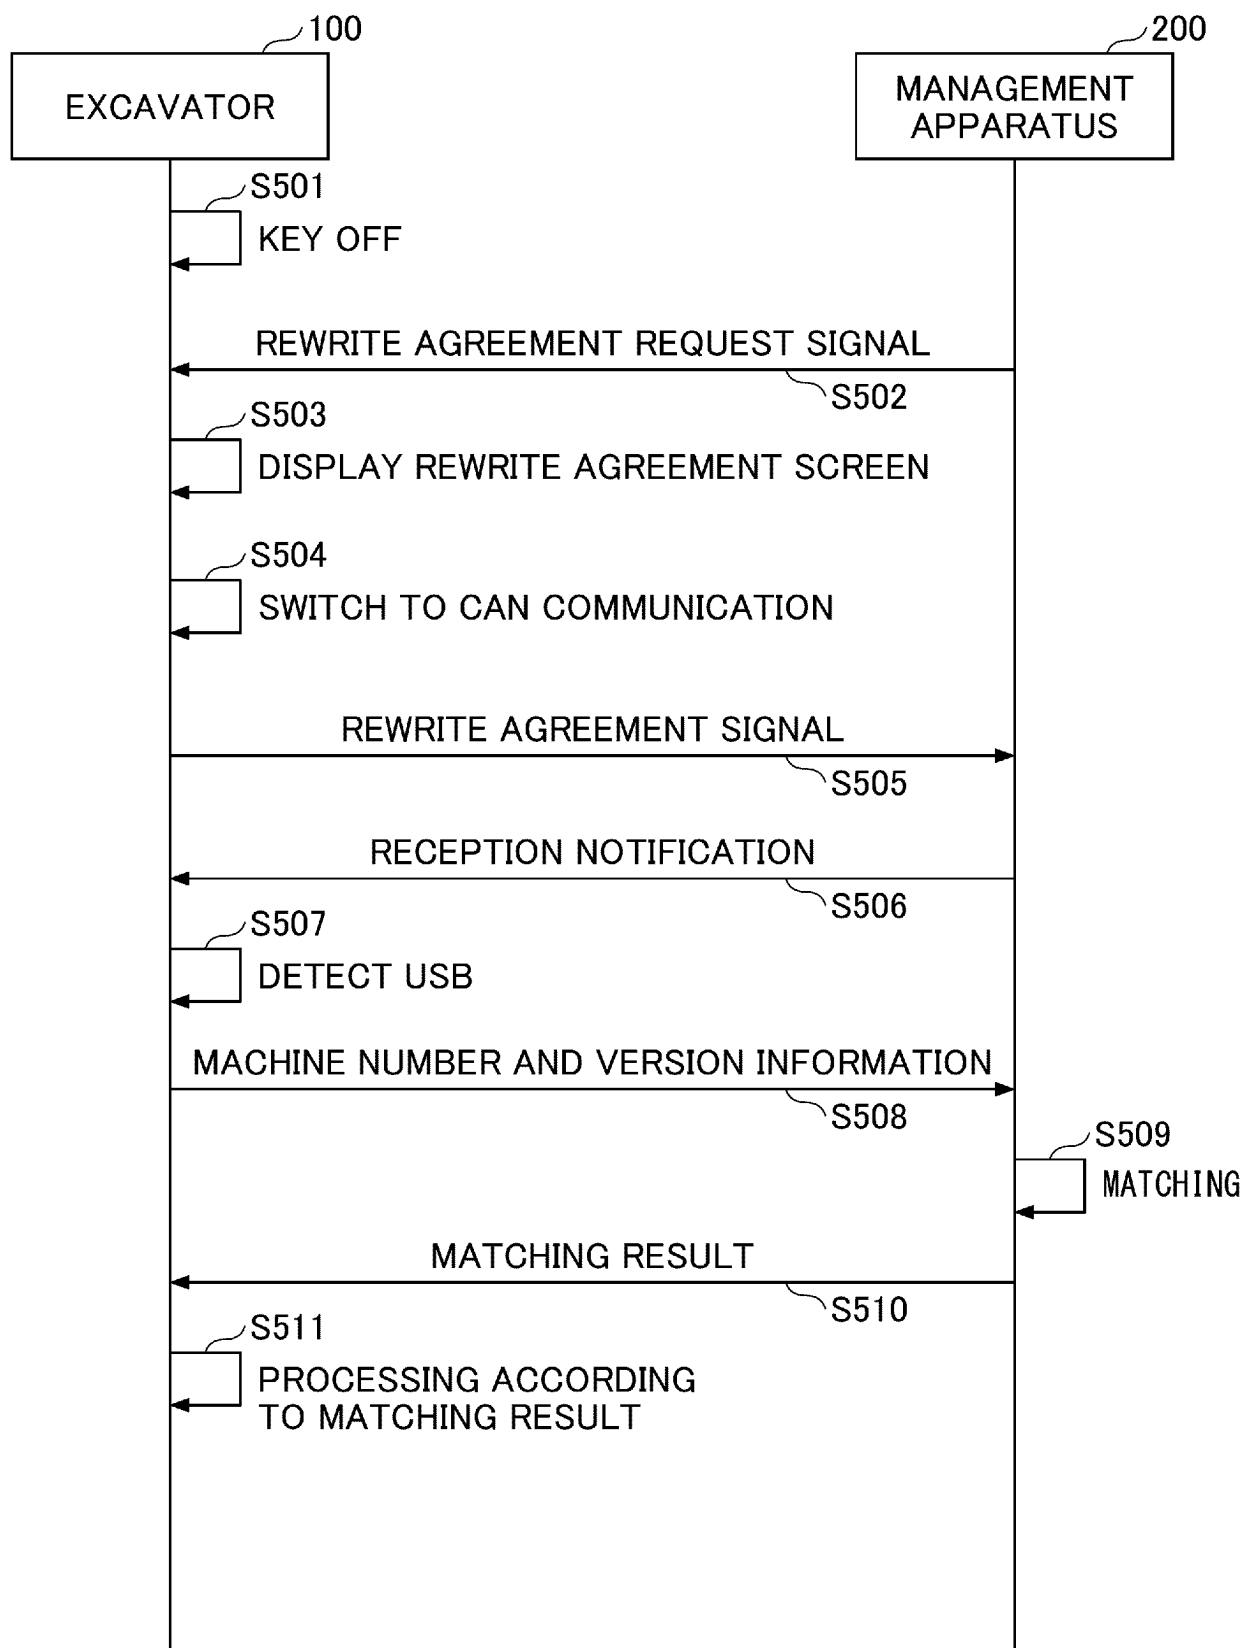 100
200
EXCAVATOR
MANAGEMENT
APPARATUS
S501
KEY OFF
REWRITE AGREEMENT REQUEST SIGNAL
S502
S503
DISPLAY REWRITE AGREEMENT SCREEN
S504
SWITCH TO CAN COMMUNICATION
REWRITE AGREEMENT SIGNAL
S505
RECEPTION NOTIFICATION
S506
S507
DETECT USB
MACHINE NUMBER AND VERSION INFORMATION
S508
S509
MATCHING
MATCHING RESULT
S510
S511
PROCESSING ACCORDING
TO MATCHING RESULT